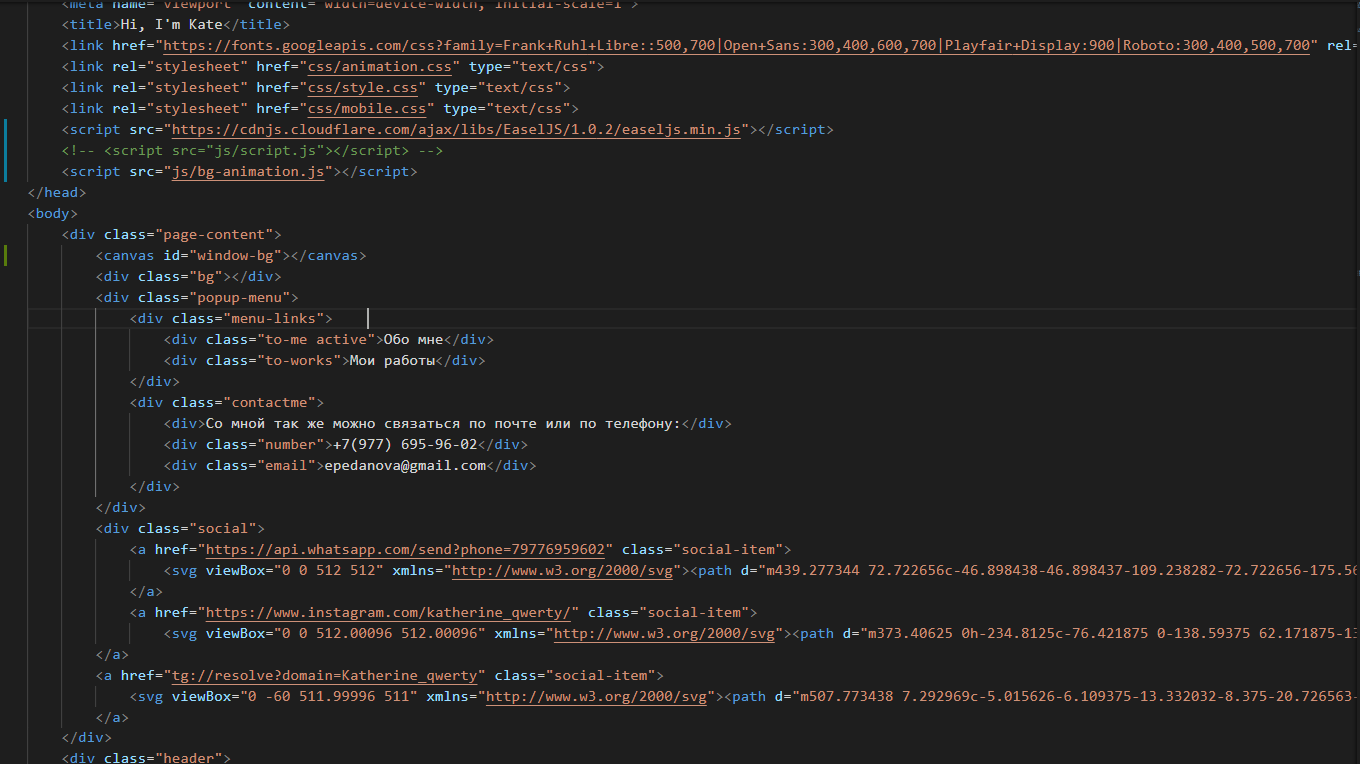 <meta name="viewport" content="width=device-width, initial-scale=1">
<title>Hi, I'm Kate</title>
<link href="https://fonts.googleapis.com/css?family=Frank+Ruhl+Libre::500,700|Open+Sans:300,400,600,700|Playfair+Display:900|Roboto:300,400,500,700" rel=
<link rel="stylesheet" href="css/animation.css" type="text/css">
<link rel="stylesheet" href="css/style.css" type="text/css">
<link rel="stylesheet" href="css/mobile.css" type="text/css">
<script src="https://cdnjs.cloudflare.com/ajax/libs/EaselJS/1.0.2/easeljs.min.js"></script>
<!-- <script src="js/script.js"></script> -->
<script src="js/bg-animation.js"></script>
</head>
<body>
<div class="page-content">
<canvas id="window-bg"></canvas>
<div class="bg"></div>
<div class="popup-menu">
<div class="menu-links">
<div class="to-me active">Обо мне</div>
<div class="to-works">Мои работы</div>
</div>
<div class="contactme">
<div>Со мной так же можно связаться по почте или по телефону:</div>
<div class="number">+7(977) 695-96-02</div>
<div class="email">epedanova@gmail.com</div>
</div>
</div>
<div class="social">
<a href="https://api.whatsapp.com/send?phone=79776959602" class="social-item">
<svg viewBox="0 0 512 512" xmlns="http://www.w3.org/2000/svg"><path d="m439.277344 72.722656c-46.898438-46.898437-109.238282-72.722656-175.56
</a>
<a href="https://www.instagram.com/katherine_qwerty/" class="social-item">
<svg viewBox="0 0 512.00096 512.00096" xmlns="http://www.w3.org/2000/svg"><path d="m373.40625 0h-234.8125c-76.421875 0-138.59375 62.171875-13
</a>
<a href="tg://resolve?domain=Katherine_qwerty" class="social-item">
<svg viewBox="0 -60 511.99996 511" xmlns="http://www.w3.org/2000/svg"><path d="m507.773438 7.292969c-5.015626-6.109375-13.332032-8.375-20.726563-
</a>
</div>
<div class="header">